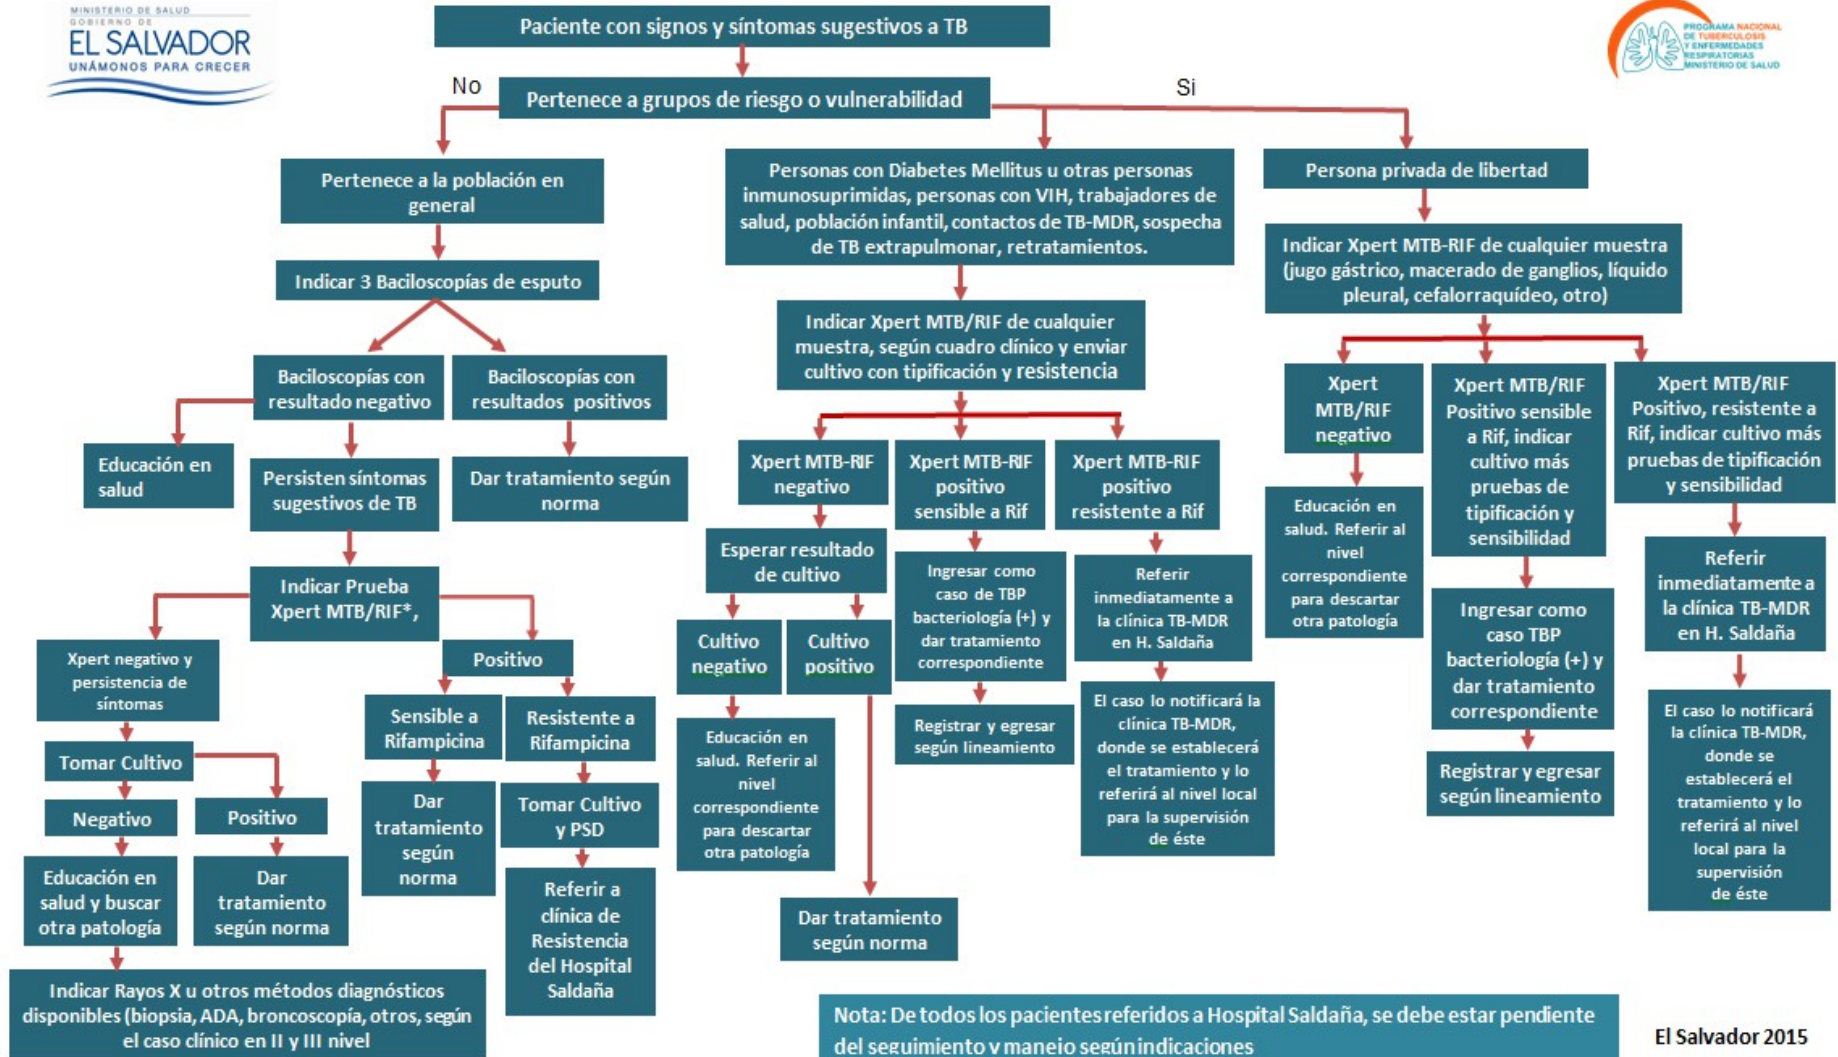 MINISTERIO DE SALUD
GOBIERNO DE
EL SALVADOR
UNÁMONOS PARA CRECER
Paciente con signos y síntomas sugestivos a TB
PROGRAMA NACIONAL
DE TUBERCULOSIS
Y ENFERMEDADES
RESPIRATORIAS
MINISTERIO DE SALUD
No
Pertenece a grupos de riesgo o vulnerabilidad
Si
Pertenece a la población en
general
Indicar 3 Baciloscopías de esputo
Baciloscopías con
resultado negativo
Baciloscopías con
resultados positivos
Educación en
salud
Persisten síntomas
sugestivos de TB
Dar tratamiento según
norma
Indicar Prueba
Xpert MTB/RIF*,
Xpert negativo y
persistencia de
síntomas
Positivo
Tomar Cultivo
Sensible a
Rifampicina
Resistente a
Rifampicina
Negativo
Positivo
Dar
tratamiento
según
norma
Tomar Cultivo
y PSD
Educación en
salud y buscar
otra patología
Dar
tratamiento
según norma
Referir a
clínica de
Resistencia
del Hospital
Saldaña
Indicar Rayos X u otros métodos diagnósticos
disponibles (biopsia, ADA, broncoscopía, otros, según
el caso clínico en II y III nivel
Personas con Diabetes Mellitus u otras personas
inmunosuprimidas, personas con VIH, trabajadores de
salud, población infantil, contactos de TB-MDR, sospecha
de TB extrapulmonar, retratamientos.
Indicar Xpert MTB/RIF de cualquier
muestra, según cuadro clínico y enviar
cultivo con tipificación y resistencia
Xpert MTB-RIF
negativo
Xpert MTB-RIF
positivo
sensible a Rif
Xpert MTB-RIF
positivo
resistente a Rif
Esperar resultado
de cultivo
Cultivo
negativo
Cultivo
positivo
Educación en
salud. Referir al
nivel
correspondiente
para descartar
otra patología
Dar tratamiento
según norma
Ingresar como
caso de TBP
bacteriología (+) y
dar tratamiento
correspondiente
Registrar y egresar
según lineamiento
Referir
inmediatamente a
la clínica TB-MDR
en H. Saldaña
El caso lo notificará la
clínica TB-MDR,
donde se establecerá
el tratamiento y lo
referirá al nivel local
para la supervisión
de éste
Persona privada de libertad
Indicar Xpert MTB-RIF de cualquier muestra
(jugo gástrico, macerado de ganglios, líquido
pleural, cefalorraquídeo, otro)
Xpert
MTB/RIF
negativo
Xpert MTB/RIF
Positivo sensible
a Rif, indicar
cultivo más
pruebas de
tipificación y
sensibilidad
Xpert MTB/RIF
Positivo, resistente a
Rif, indicar cultivo más
pruebas de tipificación
y sensibilidad
Educación en
salud. Referir al
nivel
correspondiente
para descartar
otra patología
Ingresar como
caso TBP
bacteriología (+) y
dar tratamiento
correspondiente
Registrar y egresar
según lineamiento
Referir
inmediatamente a
la clínica TB-MDR
en H. Saldaña
El caso lo notificará
la clínica TB-MDR,
donde se
establecerá el
tratamiento y lo
referirá al nivel
local para la
supervisión
de éste
Nota: De todos los pacientes referidos a Hospital Saldaña, se debe estar pendiente
del seguimiento y manejo según indicaciones
El Salvador 2015